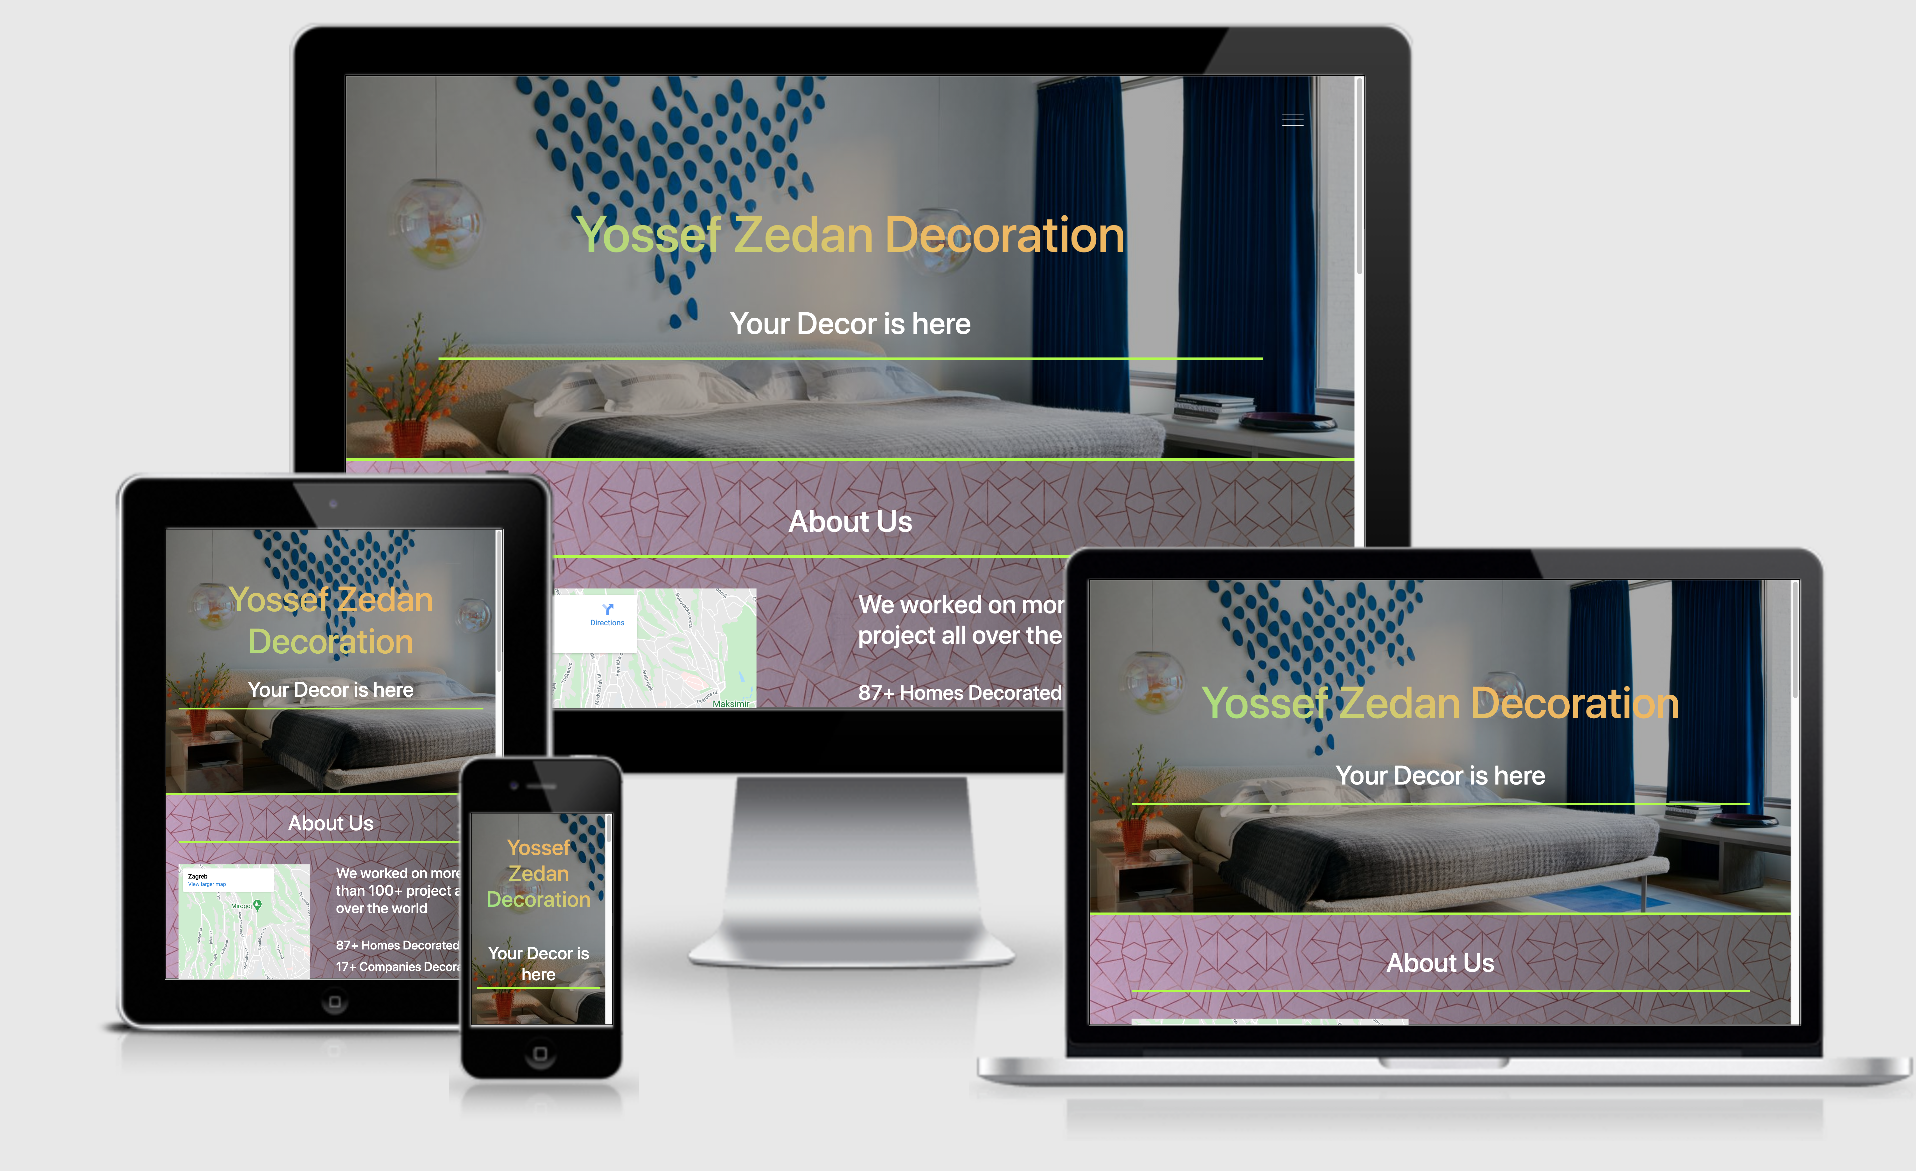 Yossef Zedan Decoration
Your Decor is here
About Us
Directions
Maksimir
We worked on mor
project all over the
87+ Homes Decorated
Yossef Zedan
Decoration
Your Decor is here
About Us
Zagreb
View larger map
Mirogoj
We worked on more
than 100+ project a
over the world
87+ Homes Decorated
17+ Companies Decora
Yossef
Zedan
Decoration
Your Decor is
here
Yossef Zedan Decoration
Your Decor is here
About Us